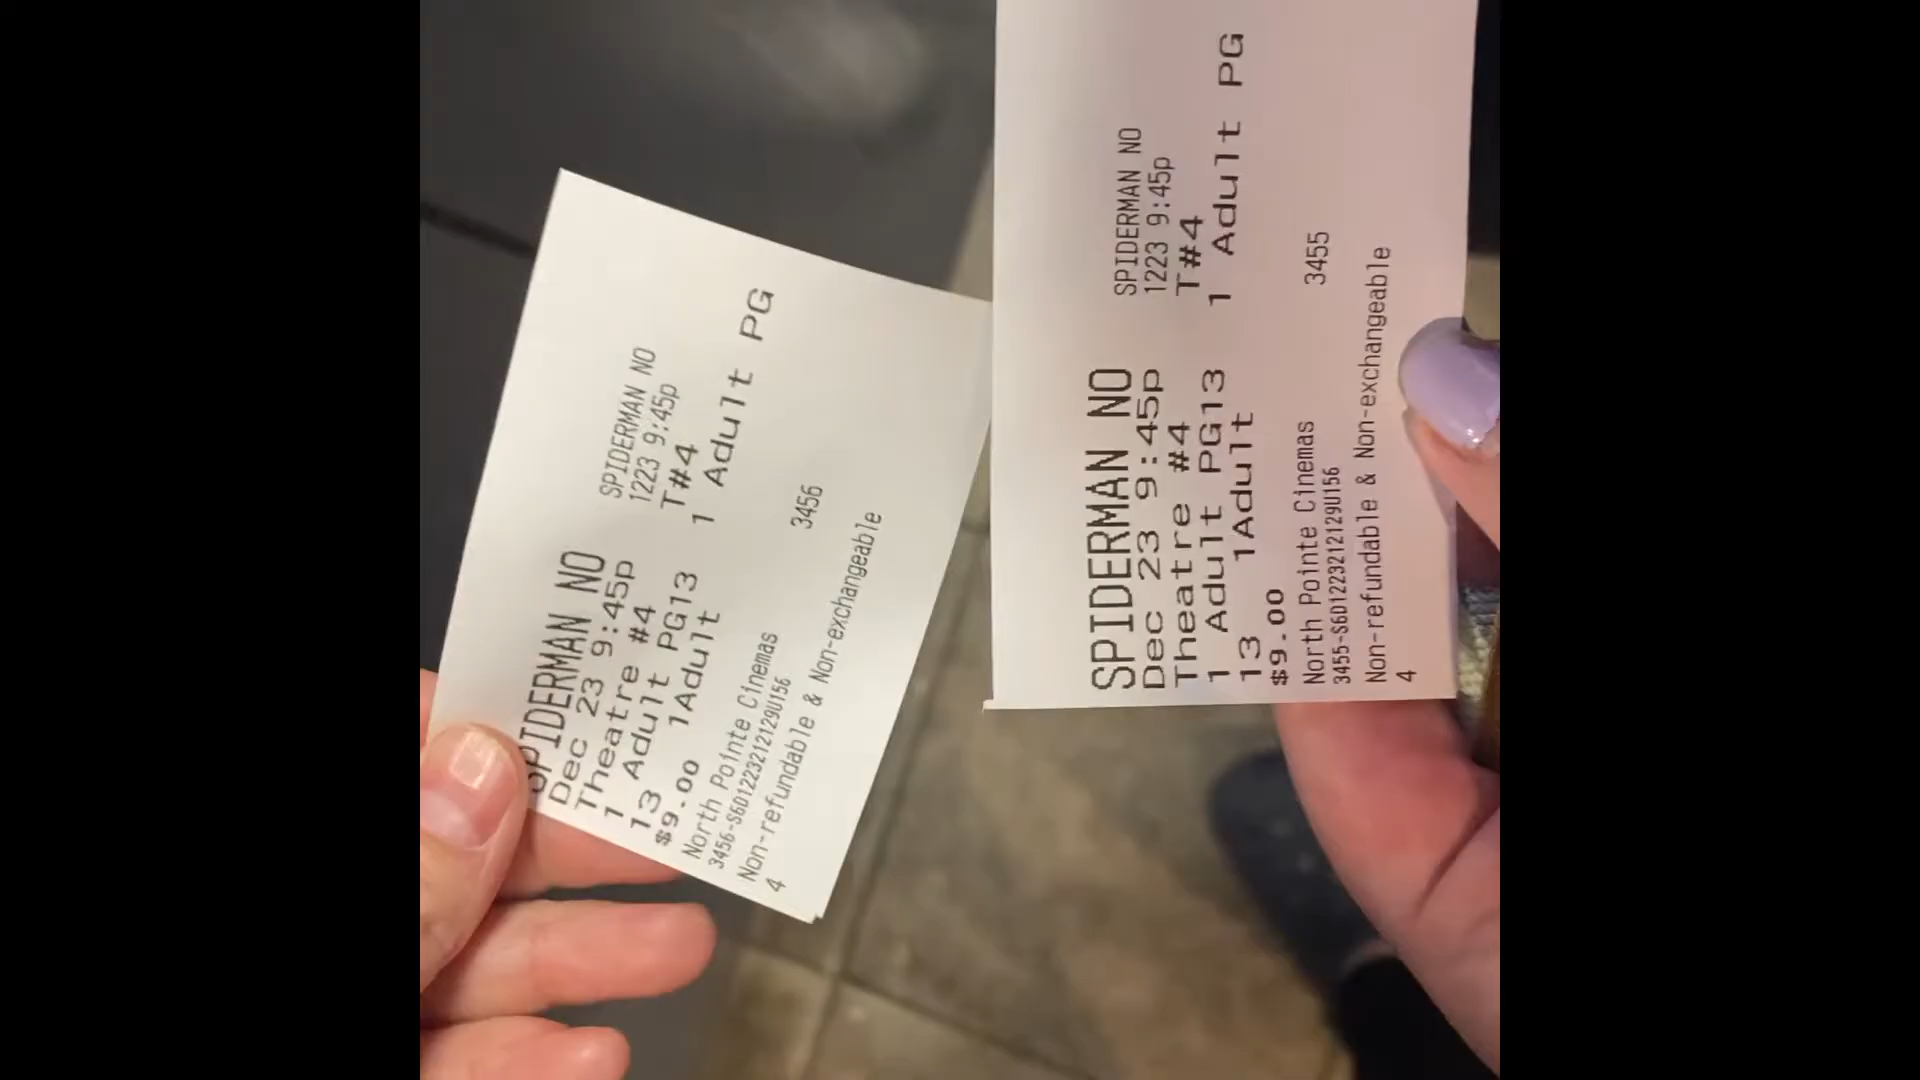 SPIDERMAN NO
Dec 23 9:45p
Theatre #4
1 Adult PG13
13 1Adult
$9.00
North Pointe Cinemas
3456-S601223212129U156
Non-refundable & Non-exchangeable
4
SPIDERMAN NO
1223 9:45p
T#4
1 Adult PG
3456
SPIDERMAN NO
Dec 23 9:45p
Theatre #4
1 Adult PG13
13 1Adult
$9.00
North Pointe Cinemas
3455-S601223212129U156
Non-refundable & Non-exchangeable
4
SPIDERMAN NO
1223 9:45p
T#4
1 Adult PG
3455